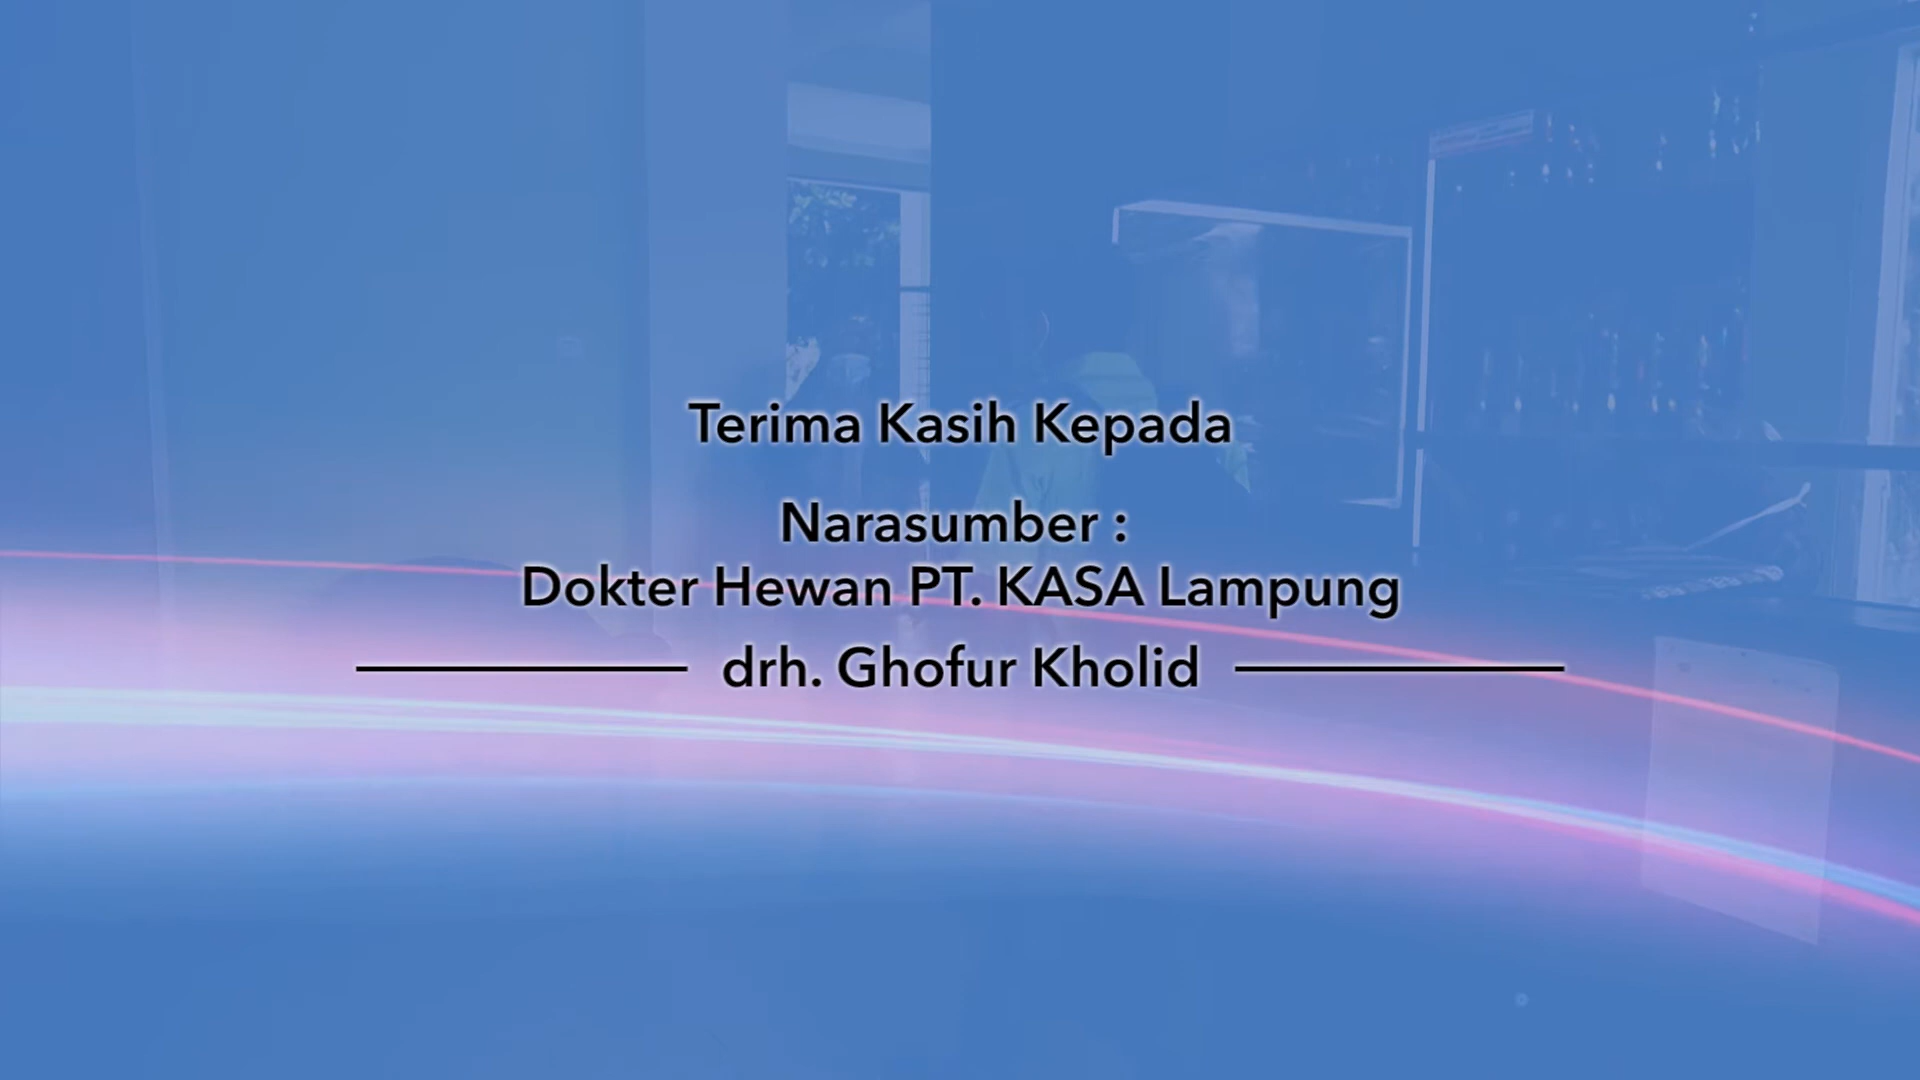 Terima Kasih Kepada
Narasumber :
Dokter Hewan PT. KASA Lampung
drh. Ghofur Kholid